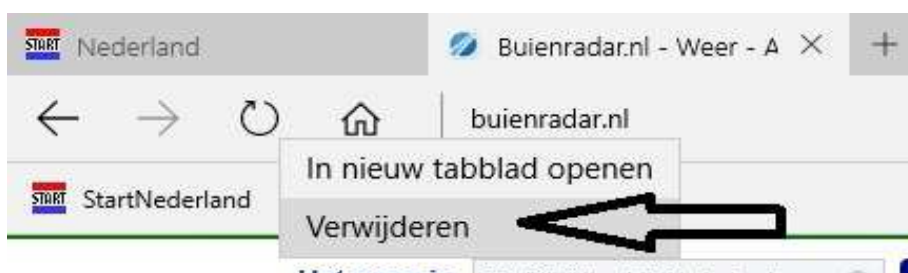 START Nederland Buienradar.nl - Weer - A
buienradar.nl
In nieuw tabblad openen
START StartNederland
Verwijderen